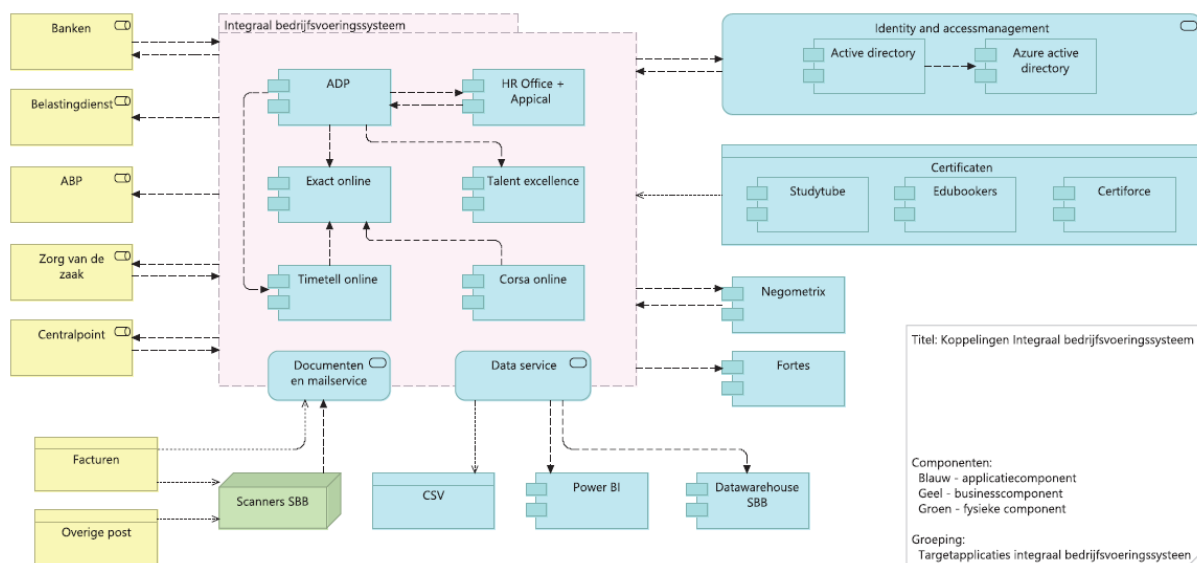 Banken
Integraal bedrijfsvoeringssysteem
Identity and accessmanagement
Active directory
Azure active
directory
ADP
HR Office +
Appical
Belastingdienst
Certificaten
ABP
Exact online
Talent excellence
Studytube
Edubookers
Certiforce
Zorg van de
zaak
Timetell online
Corsa online
Negometrix
Centralpoint
Titel: Koppelingen Integraal bedrijfsvoeringssysteem
Documenten
en mailservice
Data service
Fortes
Facturen
Scanners SBB
CSV
Power BI
Datawarehouse
SBB
Overige post
Componenten:
Blauw - applicatiecomponent
Geel - businesscomponent
Groen - fysieke component
Groeping:
Targetapplicaties integraal bedrijfsvoeringssysteen